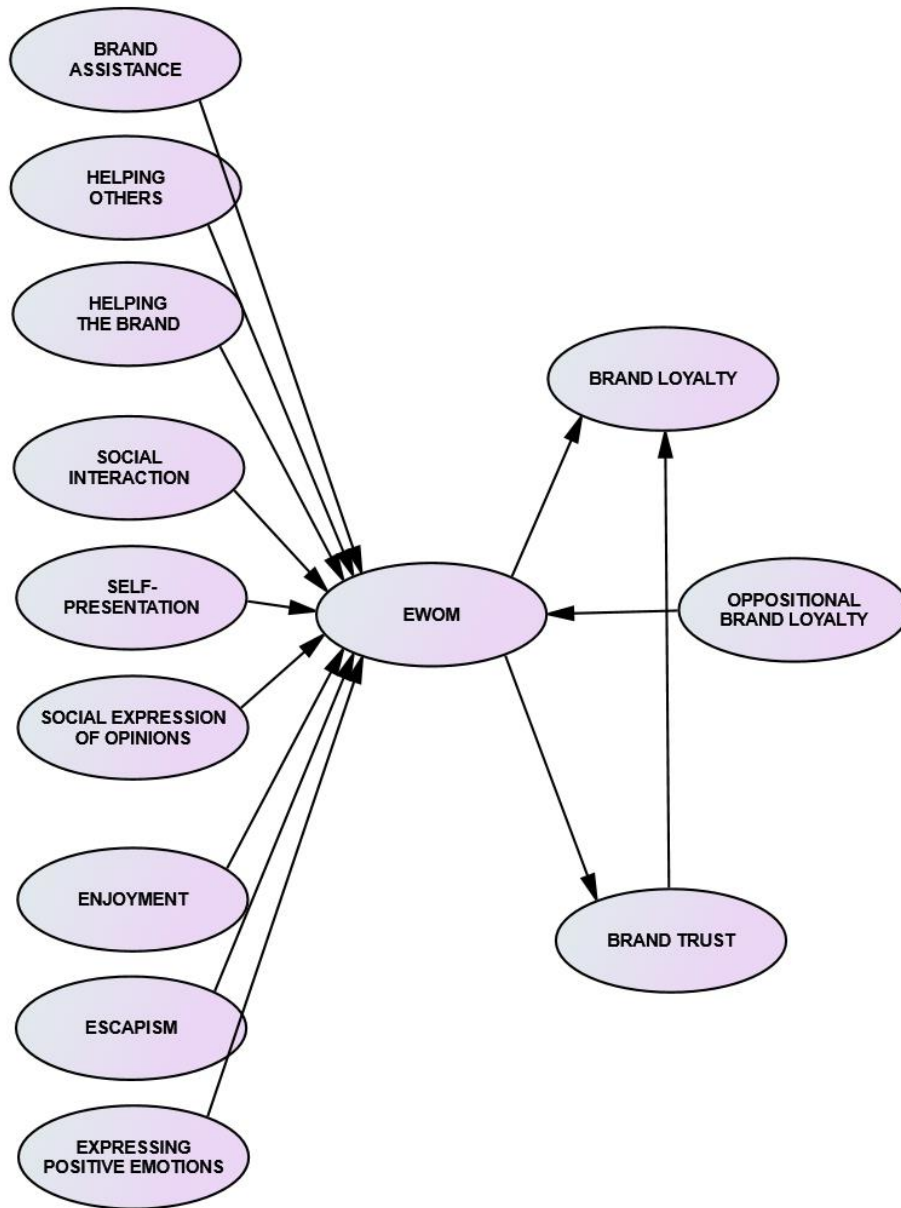 BRAND
ASSISTANCE
HELPING
OTHERS
HELPING
THE BRAND
SOCIAL
INTERACTION
SELF-
PRESENTATION
SOCIAL EXPRESSION
OF OPINIONS
ENJOYMENT
ESCAPISM
EXPRESSING
POSITIVE EMOTIONS
EWOM
BRAND LOYALTY
OPPOSITIONAL
BRAND LOYALTY
BRAND TRUST